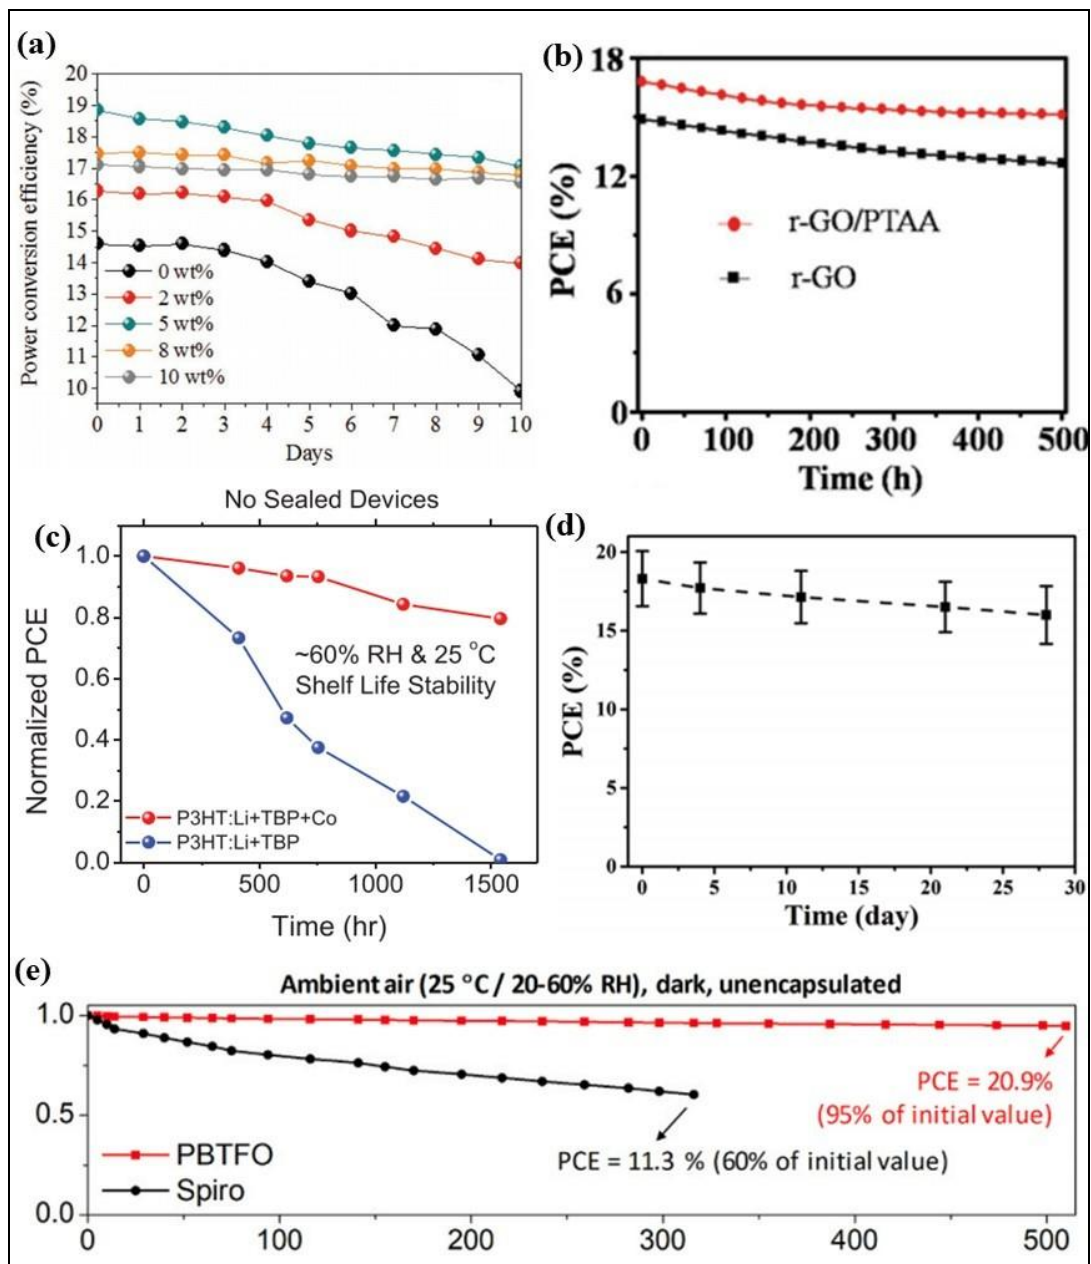 (a)
Power conversion efficiency (%)
20
19
18
17
16
15
14
13
12
11
10
0 wt%
2 wt%
5 wt%
8 wt%
10 wt%
0 1 2 3 4 5 6 7 8 9 10
Days
(b)
PCE (%)
18
12
6
0
r-GO/PTAA
r-GO
0 100 200 300 400 500
Time (h)
No Sealed Devices
(c)
Normalized PCE
1.0
0.8
0.6
0.4
0.2
0.0
~60% RH & 25 °C
Shelf Life Stability
P3HT:Li+TBP+Co
P3HT:Li+TBP
0 500 1000 1500
Time (hr)
(d)
PCE (%)
20
15
10
5
0
0 5 10 15 20 25 30
Time (day)
(e)
Ambient air (25 °C / 20-60% RH), dark, unencapsulated
1.0
0.5
0.0
PCE = 20.9%
(95% of initial value)
PCE = 11.3 % (60% of initial value)
PBTFO
Spiro
0 100 200 300 400 500